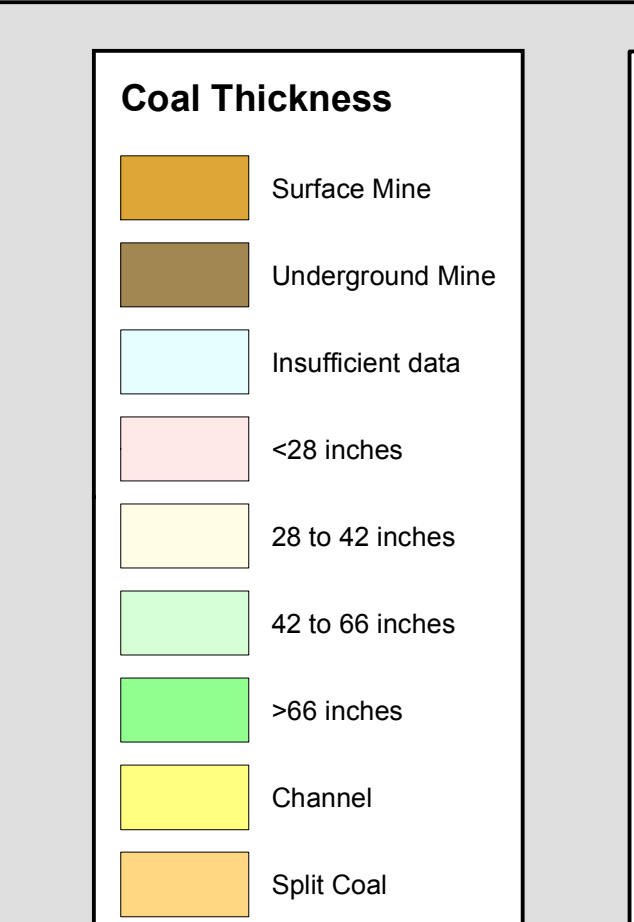 Coal Thickness
Surface Mine
Underground Mine
Insufficient data
<28 inches
28 to 42 inches
42 to 66 inches
>66 inches
Channel
Split Coal